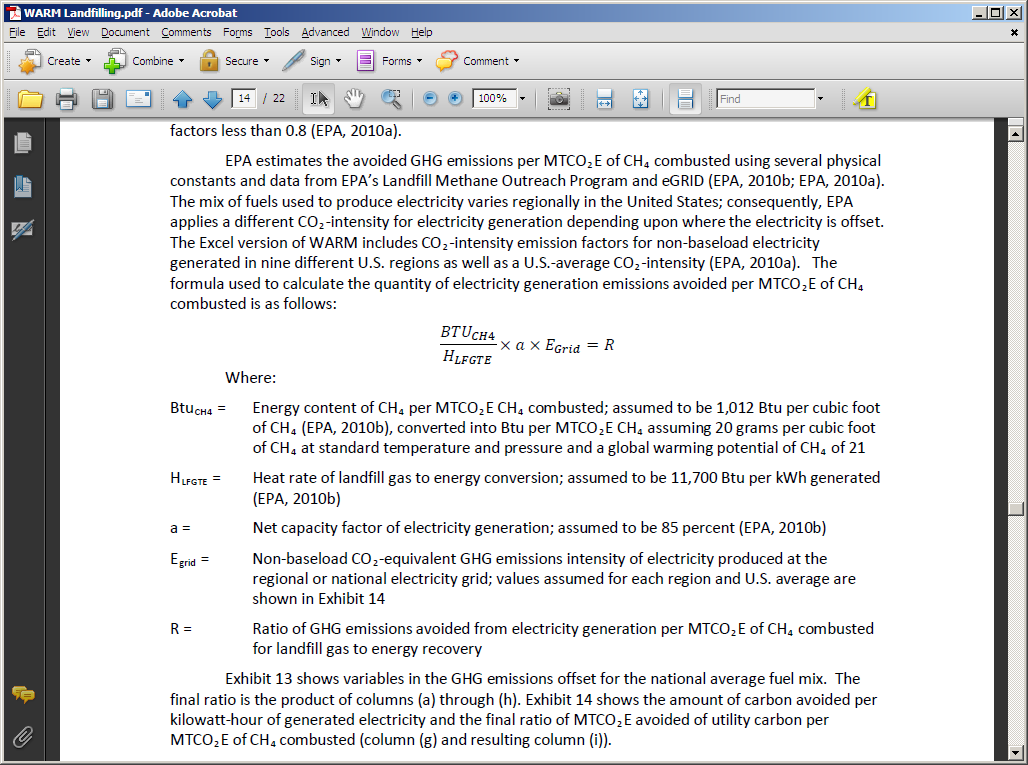 WARM Landfilling.pdf - Adobe Acrobat
File Edit View Document Comments Forms Tools Advanced Window Help
Create Combine Secure Sign Forms Comment
14 / 22 100% Find
factors less than 0.8 (EPA, 2010a).
EPA estimates the avoided GHG emissions per MTCO₂E of CH₄ combusted using several physical
constants and data from EPA's Landfill Methane Outreach Program and eGRID (EPA, 2010b; EPA, 2010a).
The mix of fuels used to produce electricity varies regionally in the United States; consequently, EPA
applies a different CO₂-intensity for electricity generation depending upon where the electricity is offset.
The Excel version of WARM includes CO₂-intensity emission factors for non-baseload electricity
generated in nine different U.S. regions as well as a U.S.-average CO₂-intensity (EPA, 2010a). The
formula used to calculate the quantity of electricity generation emissions avoided per MTCO₂E of CH₄
combusted is as follows:
BTU_CH4
× a × E_Grid = R
H_LFGTE
Where:
Btu_CH4 = Energy content of CH₄ per MTCO₂E CH₄ combusted; assumed to be 1,012 Btu per cubic foot
of CH₄ (EPA, 2010b), converted into Btu per MTCO₂E CH₄ assuming 20 grams per cubic foot
of CH₄ at standard temperature and pressure and a global warming potential of CH₄ of 21
H_LFGTE = Heat rate of landfill gas to energy conversion; assumed to be 11,700 Btu per kWh generated
(EPA, 2010b)
a = Net capacity factor of electricity generation; assumed to be 85 percent (EPA, 2010b)
E_grid = Non-baseload CO₂-equivalent GHG emissions intensity of electricity produced at the
regional or national electricity grid; values assumed for each region and U.S. average are
shown in Exhibit 14
R = Ratio of GHG emissions avoided from electricity generation per MTCO₂E of CH₄ combusted
for landfill gas to energy recovery
Exhibit 13 shows variables in the GHG emissions offset for the national average fuel mix. The
final ratio is the product of columns (a) through (h). Exhibit 14 shows the amount of carbon avoided per
kilowatt-hour of generated electricity and the final ratio of MTCO₂E avoided of utility carbon per
MTCO₂E of CH₄ combusted (column (g) and resulting column (i)).